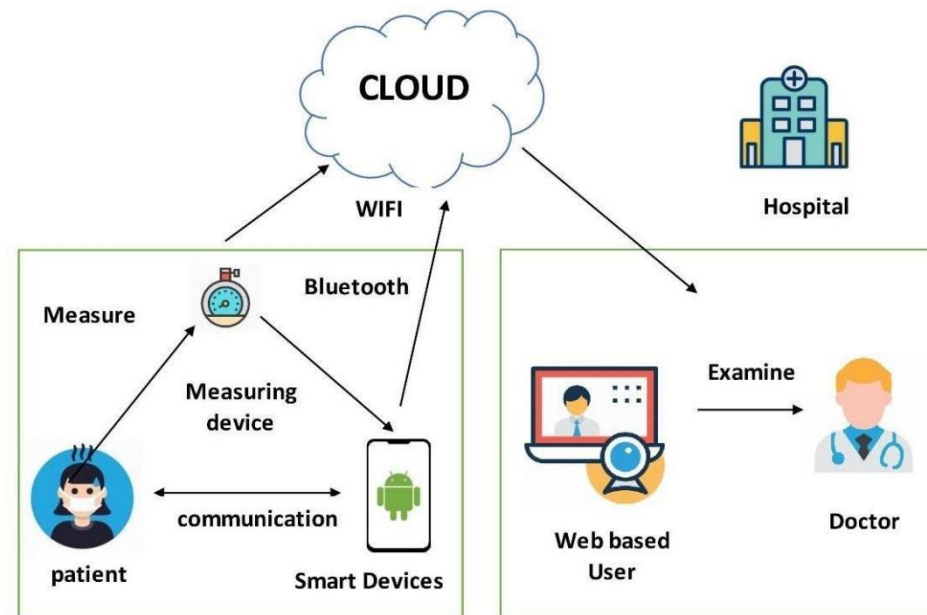 CLOUD
WIFI
Hospital
Measure
Bluetooth
Measuring
device
communication
patient
Smart Devices
Examine
Web based
User
Doctor